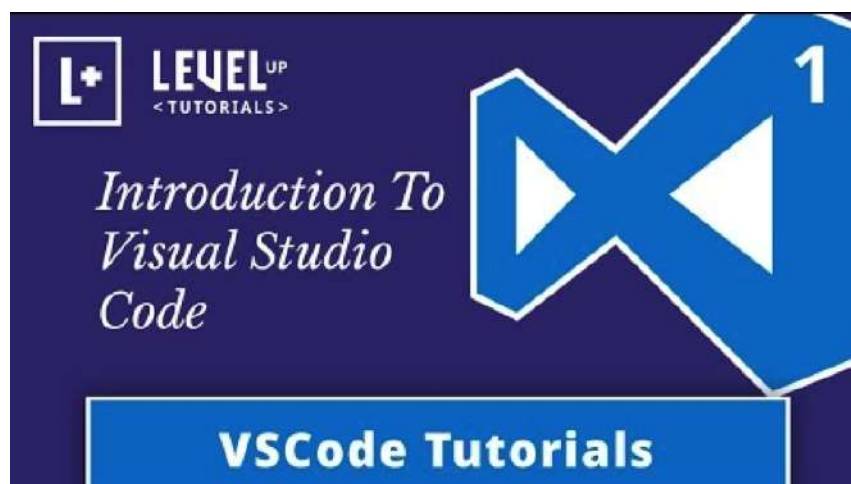 L+
LEVEL UP
<TUTORIALS>
1
Introduction To
Visual Studio
Code
VSCode Tutorials